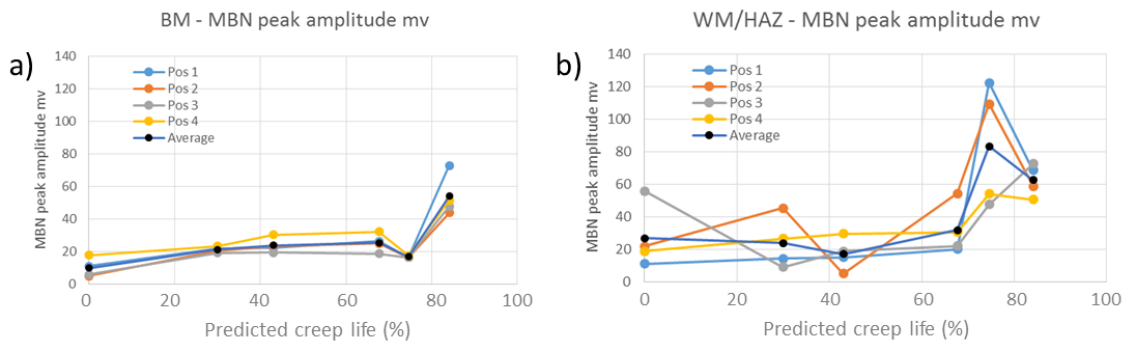 BM - MBN peak amplitude mv
a)
MBN peak amplitude mv
140
120
100
80
60
40
20
0
Pos 1
Pos 2
Pos 3
Pos 4
Average
0 20 40 60 80 100
Predicted creep life (%)
WM/HAZ - MBN peak amplitude mv
b)
MBN peak amplitude mv
140
120
100
80
60
40
20
0
Pos 1
Pos 2
Pos 3
Pos 4
Average
0 20 40 60 80 100
Predicted creep life (%)